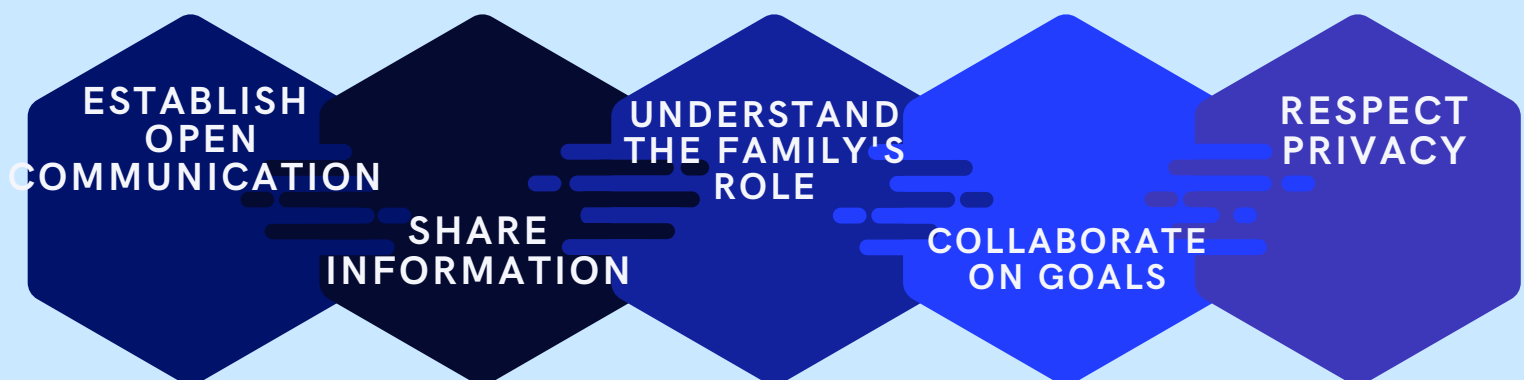 ESTABLISH
OPEN
COMMUNICATION
SHARE
INFORMATION
UNDERSTAND
THE FAMILY'S
ROLE
COLLABORATE
ON GOALS
RESPECT
PRIVACY